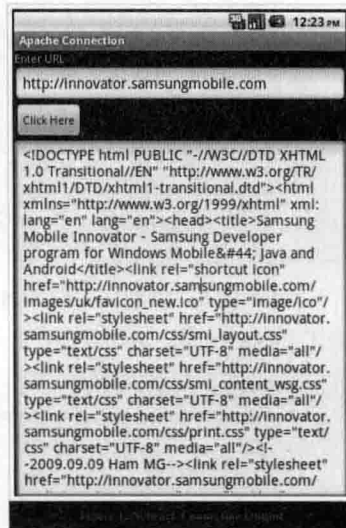 3G 12:23 PM
Apache Connection
Enter URL
http://innovator.samsungmobile.com
Click Here
<!DOCTYPE html PUBLIC "-//W3C//DTD XHTML
1.0 Transitional//EN" "http://www.w3.org/TR/
xhtml1/DTD/xhtml1-transitional.dtd"><html
xmlns="http://www.w3.org/1999/xhtml" xml:
lang="en" lang="en"><head><title>Samsung
Mobile Innovator - Samsung Developer
program for Windows Mobile&#44; Java and
Android</title><link rel="shortcut icon"
href="http://innovator.samsungmobile.com/
images/uk/favicon_new.ico" type="image/ico"/
><link rel="stylesheet" href="http://innovator.
samsungmobile.com/css/smi_layout.css"
type="text/css" charset="UTF-8" media="all"/
><link rel="stylesheet" href="http://innovator.
samsungmobile.com/css/smi_content_wsg.css"
type="text/css" charset="UTF-8" media="all"/
><link rel="stylesheet" href="http://innovator.
samsungmobile.com/css/print.css" type="text/
css" charset="UTF-8" media="all"/><!-
-2009.09.09 Ham MG--><link rel="stylesheet"
href="http://innovator.samsungmobile.com/